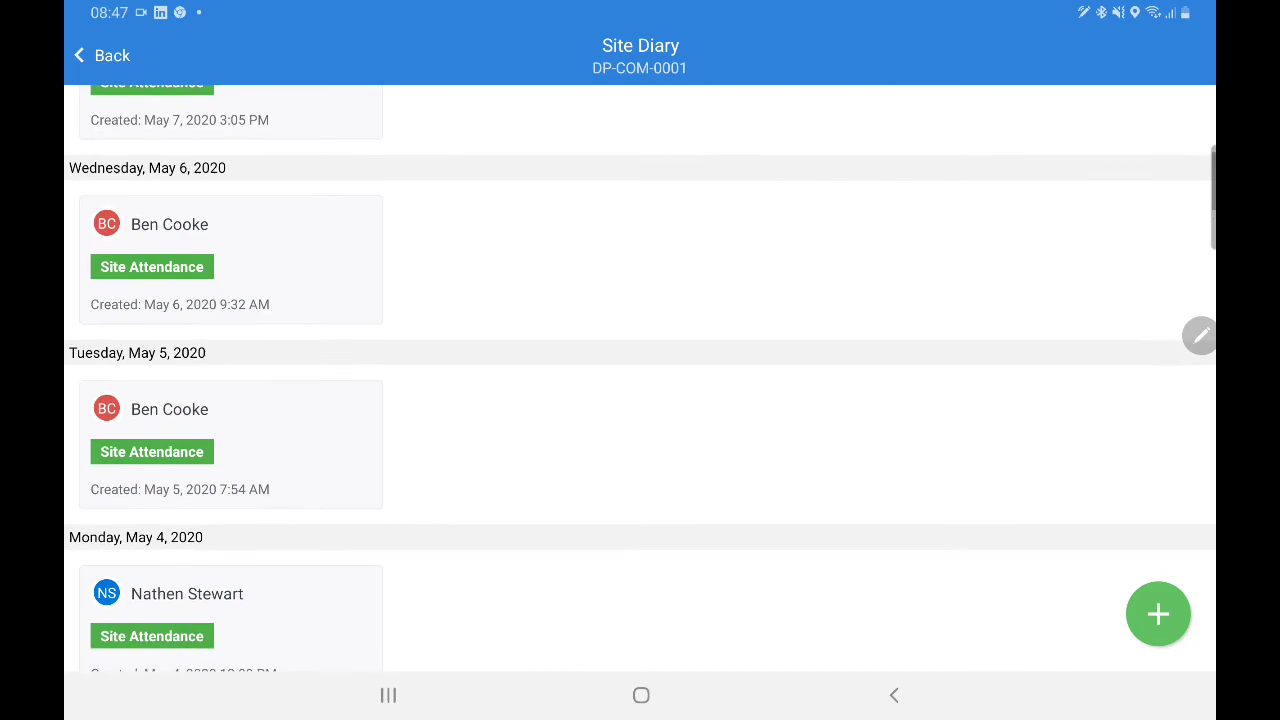 08:47
Back
Site Diary
DP-COM-0001
Site Attendance
Created: May 7, 2020 3:05 PM
Wednesday, May 6, 2020
BC Ben Cooke
Site Attendance
Created: May 6, 2020 9:32 AM
Tuesday, May 5, 2020
BC Ben Cooke
Site Attendance
Created: May 5, 2020 7:54 AM
Monday, May 4, 2020
NS Nathen Stewart
Site Attendance